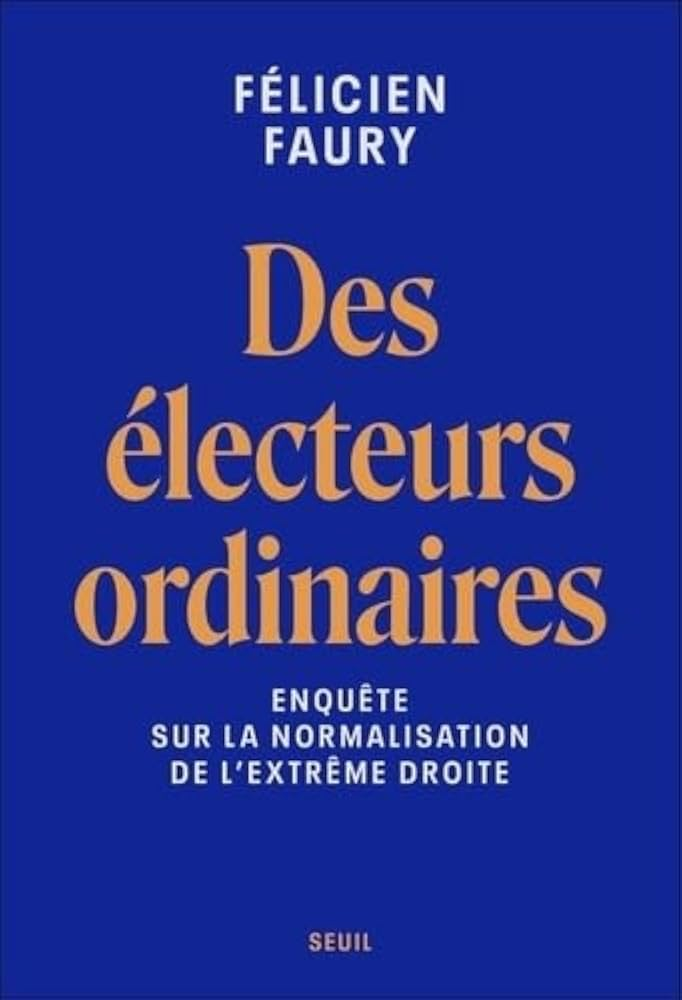 FÉLICIEN
FAURY
Des
électeurs
ordinaires
ENQUÊTE
SUR LA NORMALISATION
DE L’EXTRÊME DROITE
SEUIL